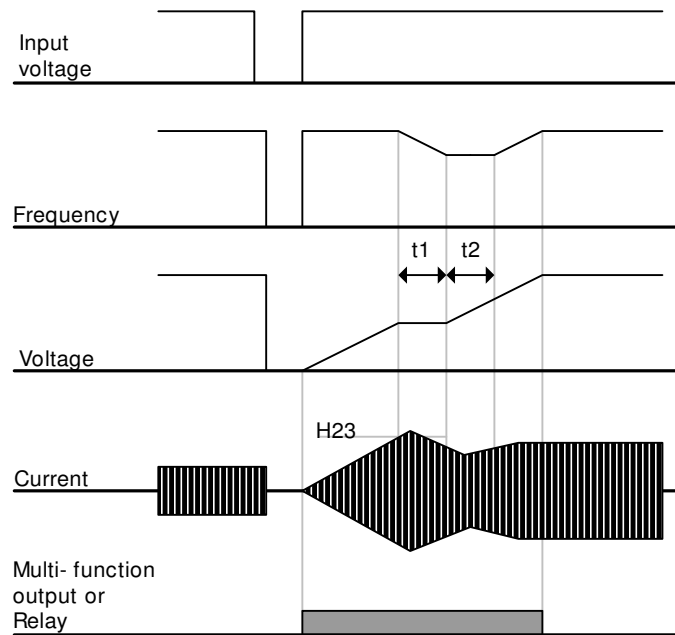 Input
voltage
Frequency
t1 t2
Voltage
H23
Current
Multi- function
output or
Relay